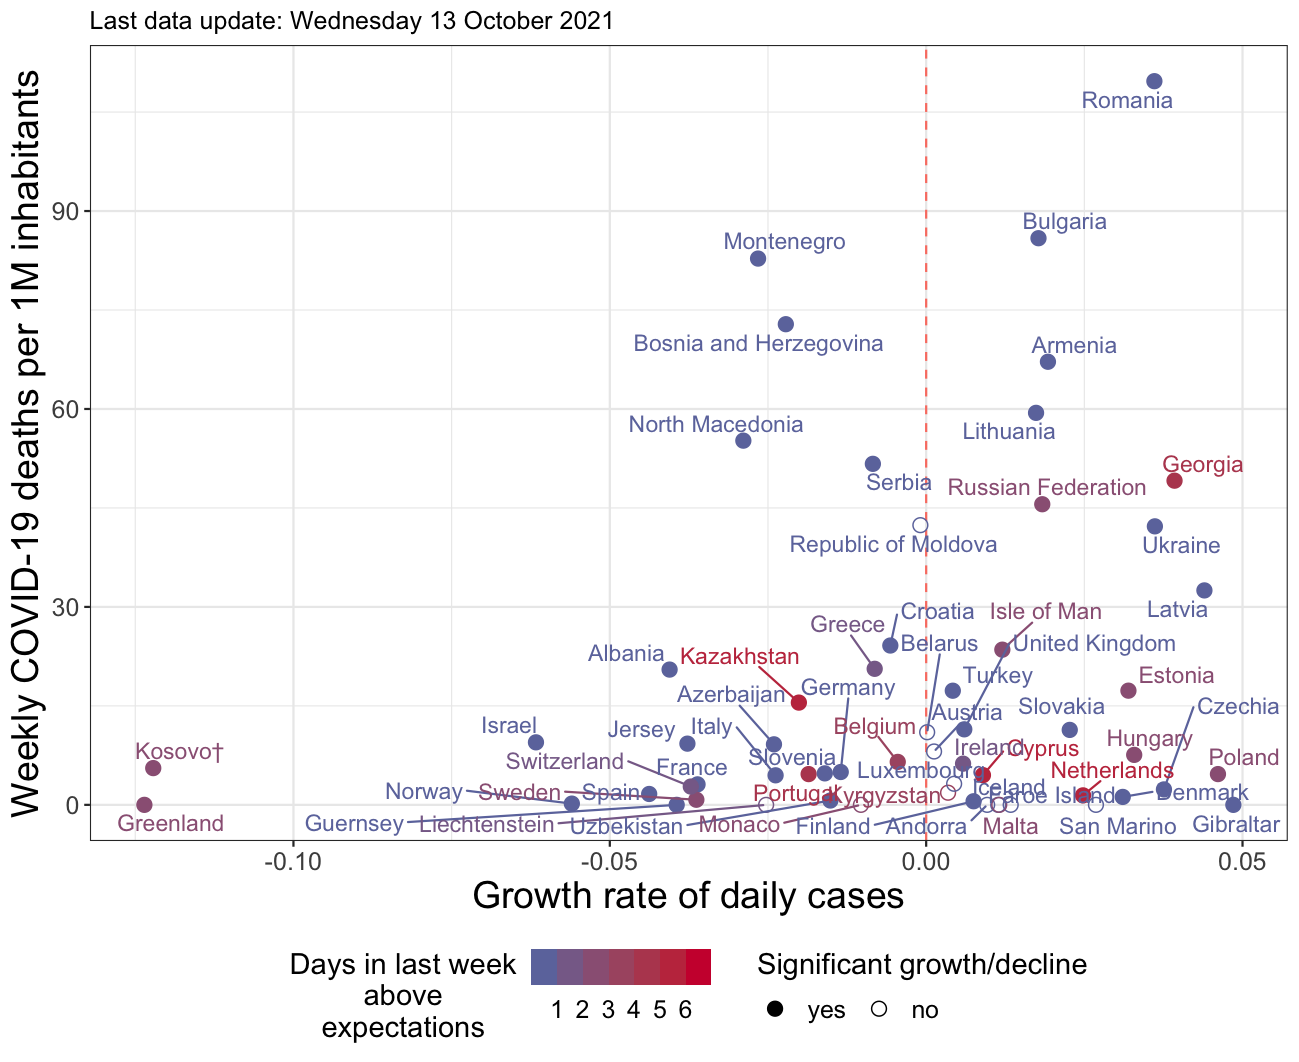 Last data update: Wednesday 13 October 2021
Weekly COVID-19 deaths per 1M inhabitants
90
60
30
0
Romania
Bulgaria
Montenegro
Bosnia and Herzegovina
Armenia
North Macedonia
Lithuania
Georgia
Serbia
Russian Federation
Republic of Moldova
Ukraine
Latvia
Croatia
Isle of Man
Greece
Belarus
United Kingdom
Albania
Kazakhstan
Turkey
Estonia
Azerbaijan
Germany
Austria
Slovakia
Czechia
Israel
Jersey
Italy
Belgium
Kosovo†
Switzerland
France
Slovenia
Ireland
Cyprus
Hungary
Poland
Luxembourg
Netherlands
Norway
Sweden
Spain
Portugal
Kyrgyzstan
Iceland
Faroe Island
Denmark
Greenland
Guernsey
Liechtenstein
Uzbekistan
Monaco
Finland
Andorra
Malta
San Marino
Gibraltar
-0.10
-0.05
0.00
0.05
Growth rate of daily cases
Days in last week
above
expectations
1 2 3 4 5 6
Significant growth/decline
yes
no